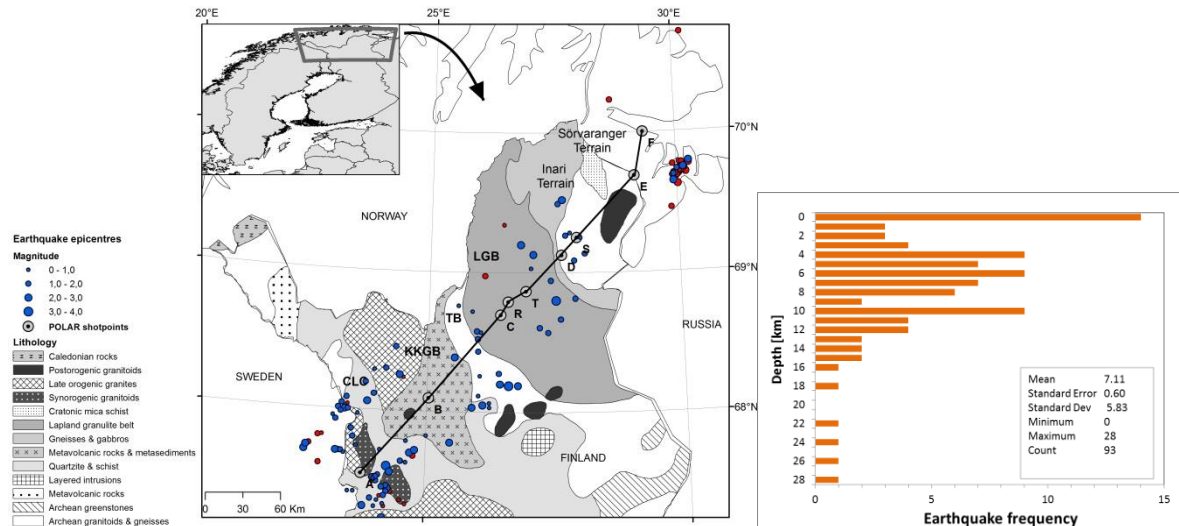 20°E
25°E
30°E
70°N
69°N
68°N
Sörvaranger
Terrain
Inari
Terrain
NORWAY
SWEDEN
FINLAND
RUSSIA
LGB
TB
KKGB
CLG
F
E
S
D
T
R
C
B
A
0
30
60 Km
Earthquake epicentres
Magnitude
0 - 1,0
1,0 - 2,0
2,0 - 3,0
3,0 - 4,0
POLAR shotpoints
Lithology
Caledonian rocks
Postorogenic granitoids
Late orogenic granites
Synorogenic granitoids
Cratonic mica schist
Lapland granulite belt
Gneisses & gabbros
Metavolcanic rocks & metasediments
Quartzite & schist
Layered intrusions
Metavolcanic rocks
Archean greenstones
Archean granitoids & gneisses
Depth [km]
0
2
4
6
8
10
12
14
16
18
20
22
24
26
28
Mean 7.11
Standard Error 0.60
Standard Dev 5.83
Minimum 0
Maximum 28
Count 93
0 5 10 15
Earthquake frequency